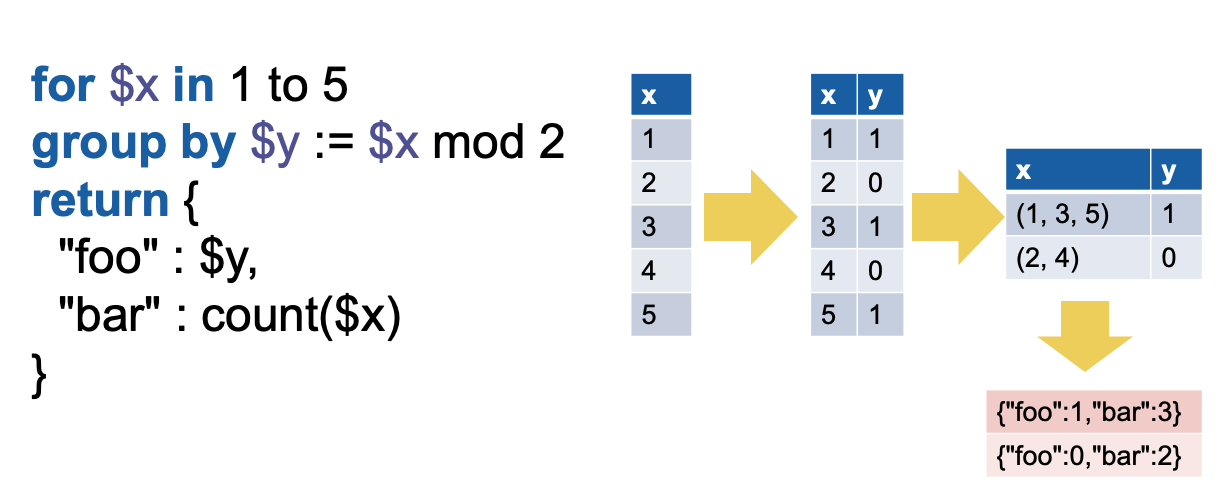 for $x in 1 to 5
group by $y := $x mod 2
return {
"foo" : $y,
"bar" : count($x)
}
x
1
2
3
4
5
x y
1 1
2 0
3 1
4 0
5 1
x y
(1, 3, 5) 1
(2, 4) 0
{"foo":1,"bar":3}
{"foo":0,"bar":2}